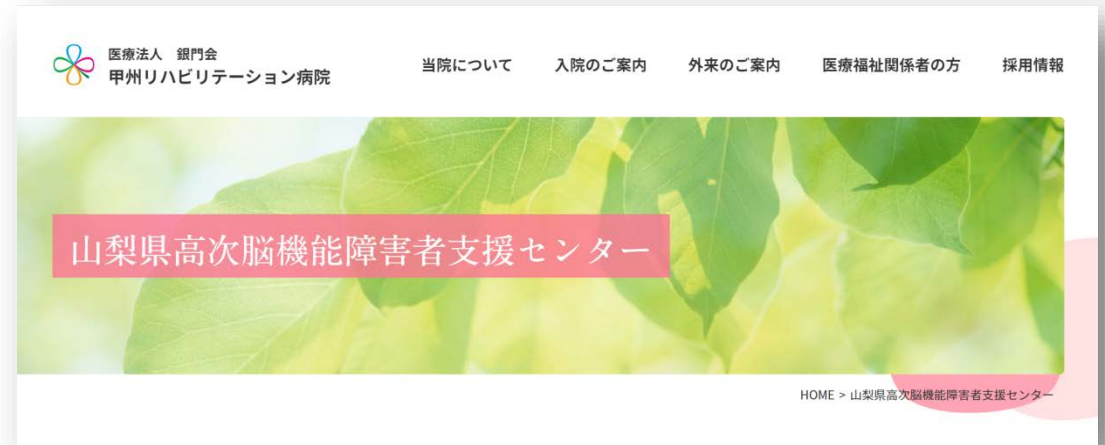 医療法人 銀門会
甲州リハビリテーション病院
当院について 入院のご案内 外来のご案内 医療福祉関係者の方 採用情報
山梨県高次脳機能障害者支援センター
HOME > 山梨県高次脳機能障害者支援センター